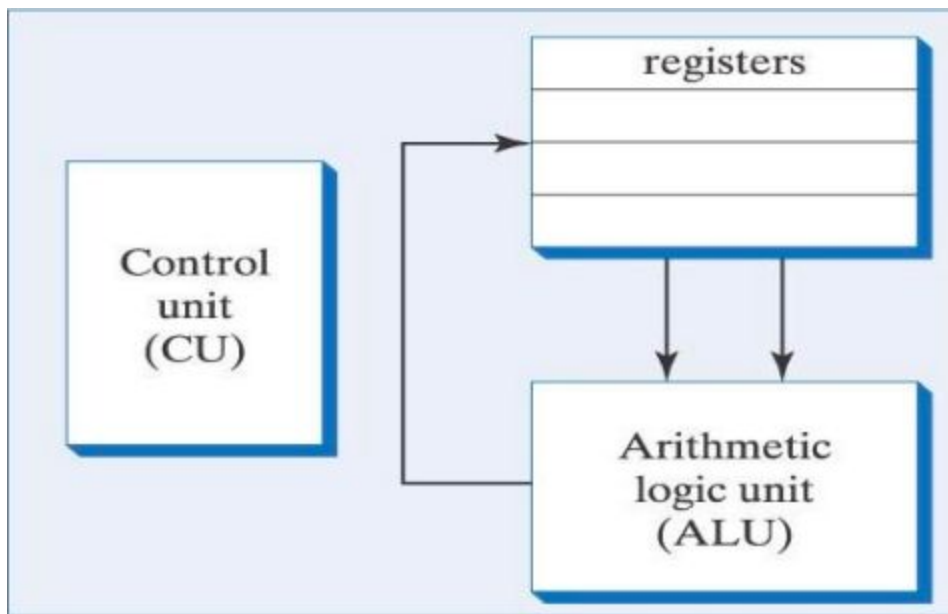 registers
Control
unit
(CU)
Arithmetic
logic unit
(ALU)